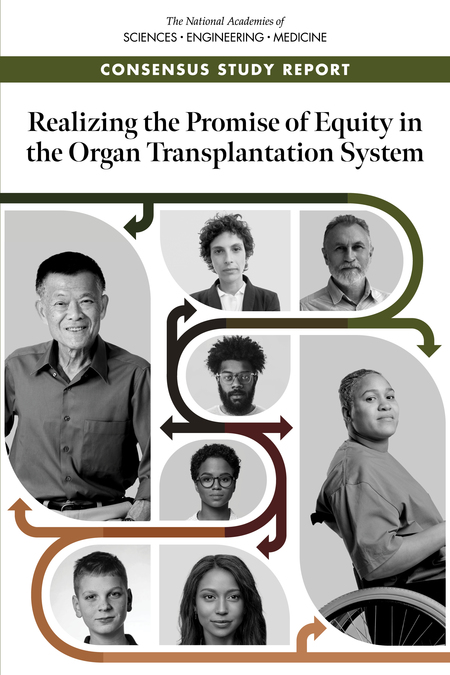 The National Academies of
SCIENCES • ENGINEERING • MEDICINE
CONSENSUS STUDY REPORT
Realizing the Promise of Equity in
the Organ Transplantation System